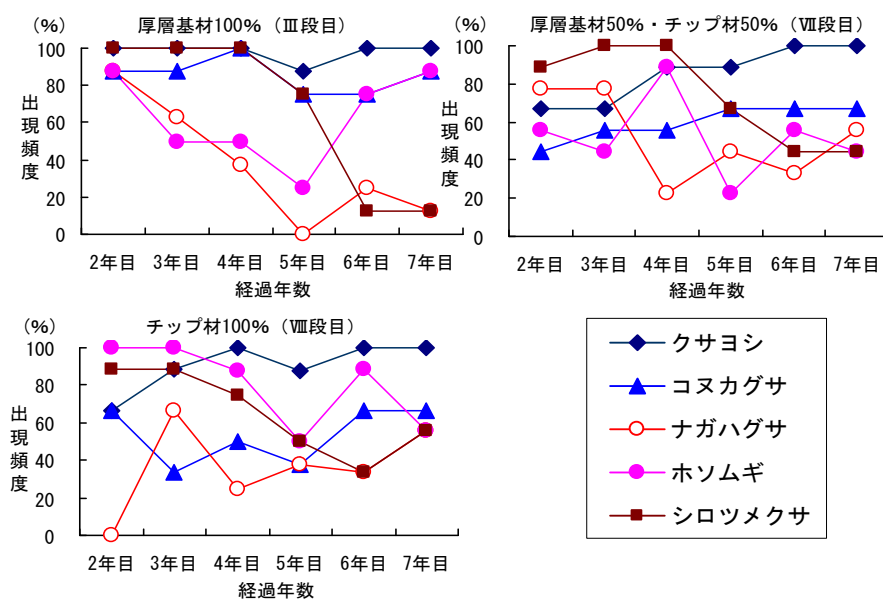 (%)
厚層基材100%(Ⅲ段目)
100
80
60
40
20
0
出現頻度
2年目 3年目 4年目 5年目 6年目 7年目
経過年数
(%)
厚層基材50%・チップ材50%(Ⅶ段目)
100
80
60
40
20
0
出現頻度
2年目 3年目 4年目 5年目 6年目 7年目
経過年数
(%)
チップ材100%(Ⅷ段目)
100
80
60
40
20
0
出現頻度
2年目 3年目 4年目 5年目 6年目 7年目
経過年数
クサヨシ
コヌカグサ
ナガハグサ
ホソムギ
シロツメクサ